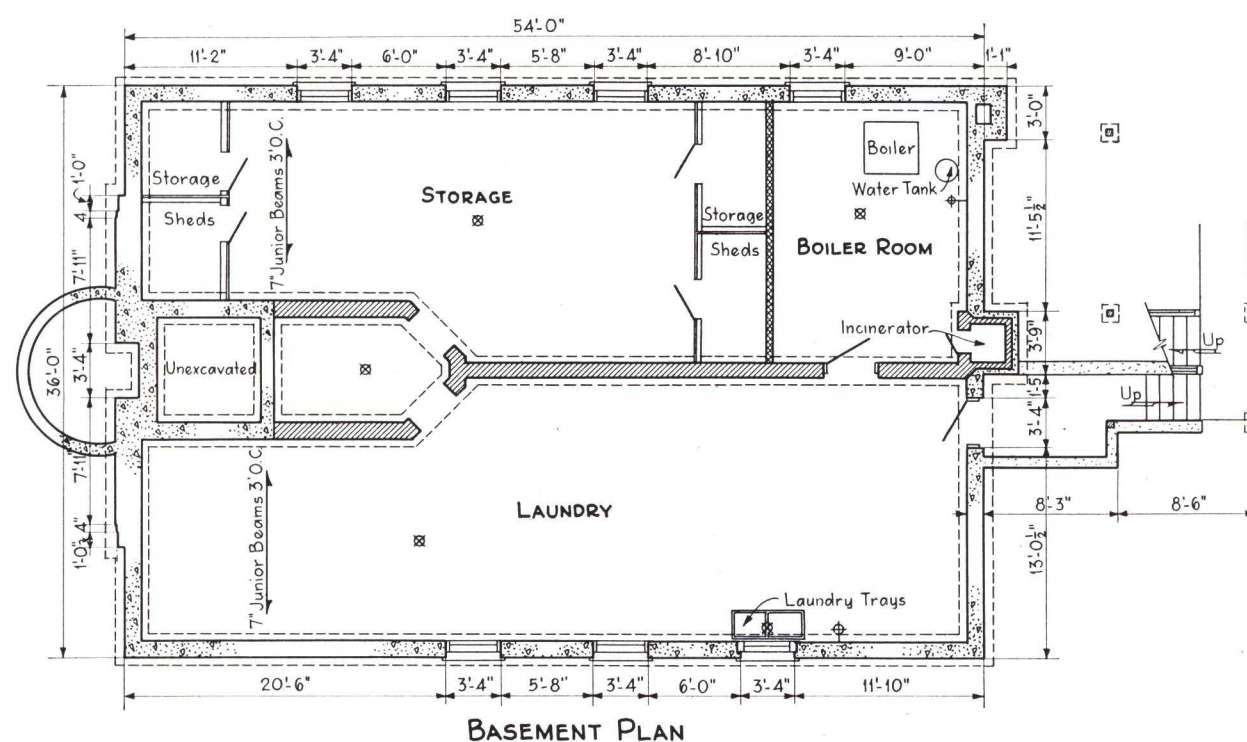 54'-0"
11'-2" 3'-4" 6'-0" 3'-4" 5'-8" 3'-4" 8'-10" 3'-4" 9'-0" 1'-1"
3'-0"
11'-5½"
3'-9"
1'-5"
3'-4"
13'-0½"
36'-0"
1'-0"
4"
7'-11"
3'-4"
7'-11"
4"
1'-0"
Storage
Sheds
7" Junior Beams 3' O.C.
STORAGE
Storage
Sheds
Boiler
Water Tank
BOILER ROOM
Incinerator
Unexcavated
Up
Up
7" Junior Beams 3' O.C.
LAUNDRY
Laundry Trays
8'-3" 8'-6"
20'-6" 3'-4" 5'-8" 3'-4" 6'-0" 3'-4" 11'-10"
BASEMENT PLAN